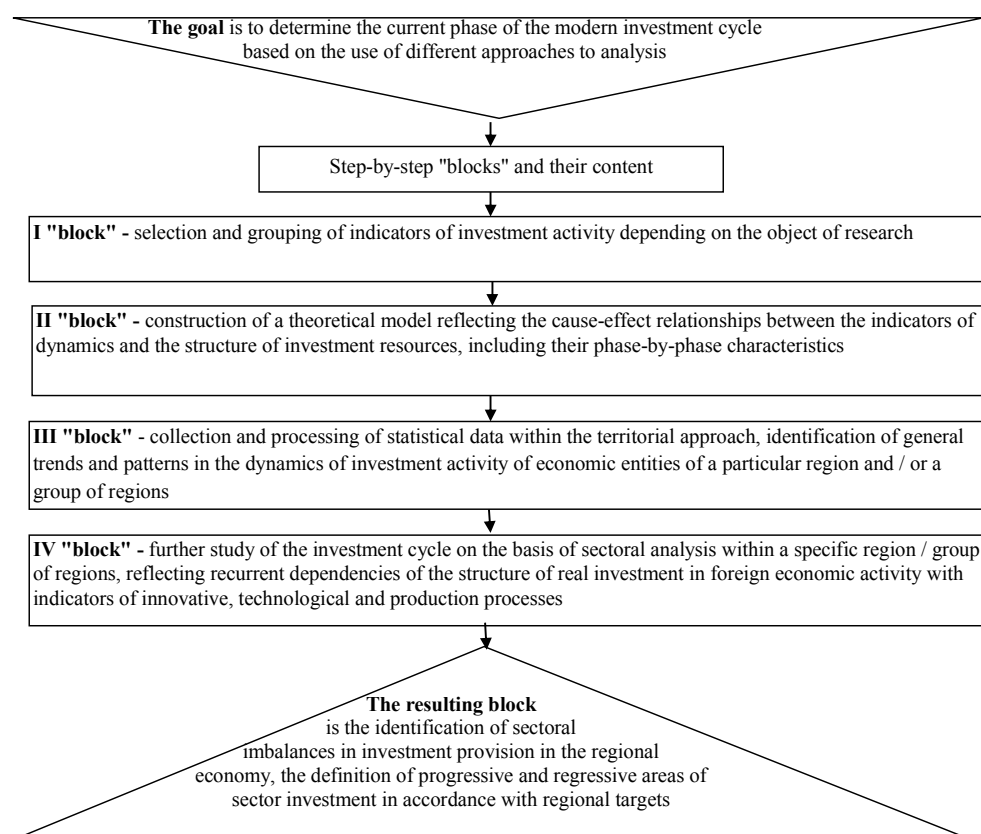 The goal is to determine the current phase of the modern investment cycle
based on the use of different approaches to analysis
Step-by-step "blocks" and their content
I "block" - selection and grouping of indicators of investment activity depending on the object of research
II "block" - construction of a theoretical model reflecting the cause-effect relationships between the indicators of
dynamics and the structure of investment resources, including their phase-by-phase characteristics
III "block" - collection and processing of statistical data within the territorial approach, identification of general
trends and patterns in the dynamics of investment activity of economic entities of a particular region and / or a
group of regions
IV "block" - further study of the investment cycle on the basis of sectoral analysis within a specific region / group
of regions, reflecting recurrent dependencies of the structure of real investment in foreign economic activity with
indicators of innovative, technological and production processes
The resulting block
is the identification of sectoral
imbalances in investment provision in the regional
economy, the definition of progressive and regressive areas of
sector investment in accordance with regional targets